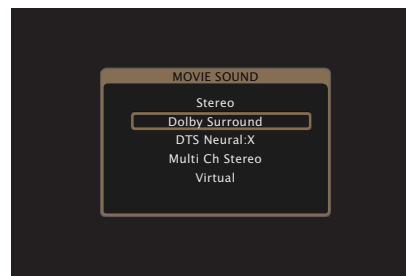 MOVIE SOUND
Stereo
Dolby Surround
DTS Neural:X
Multi Ch Stereo
Virtual